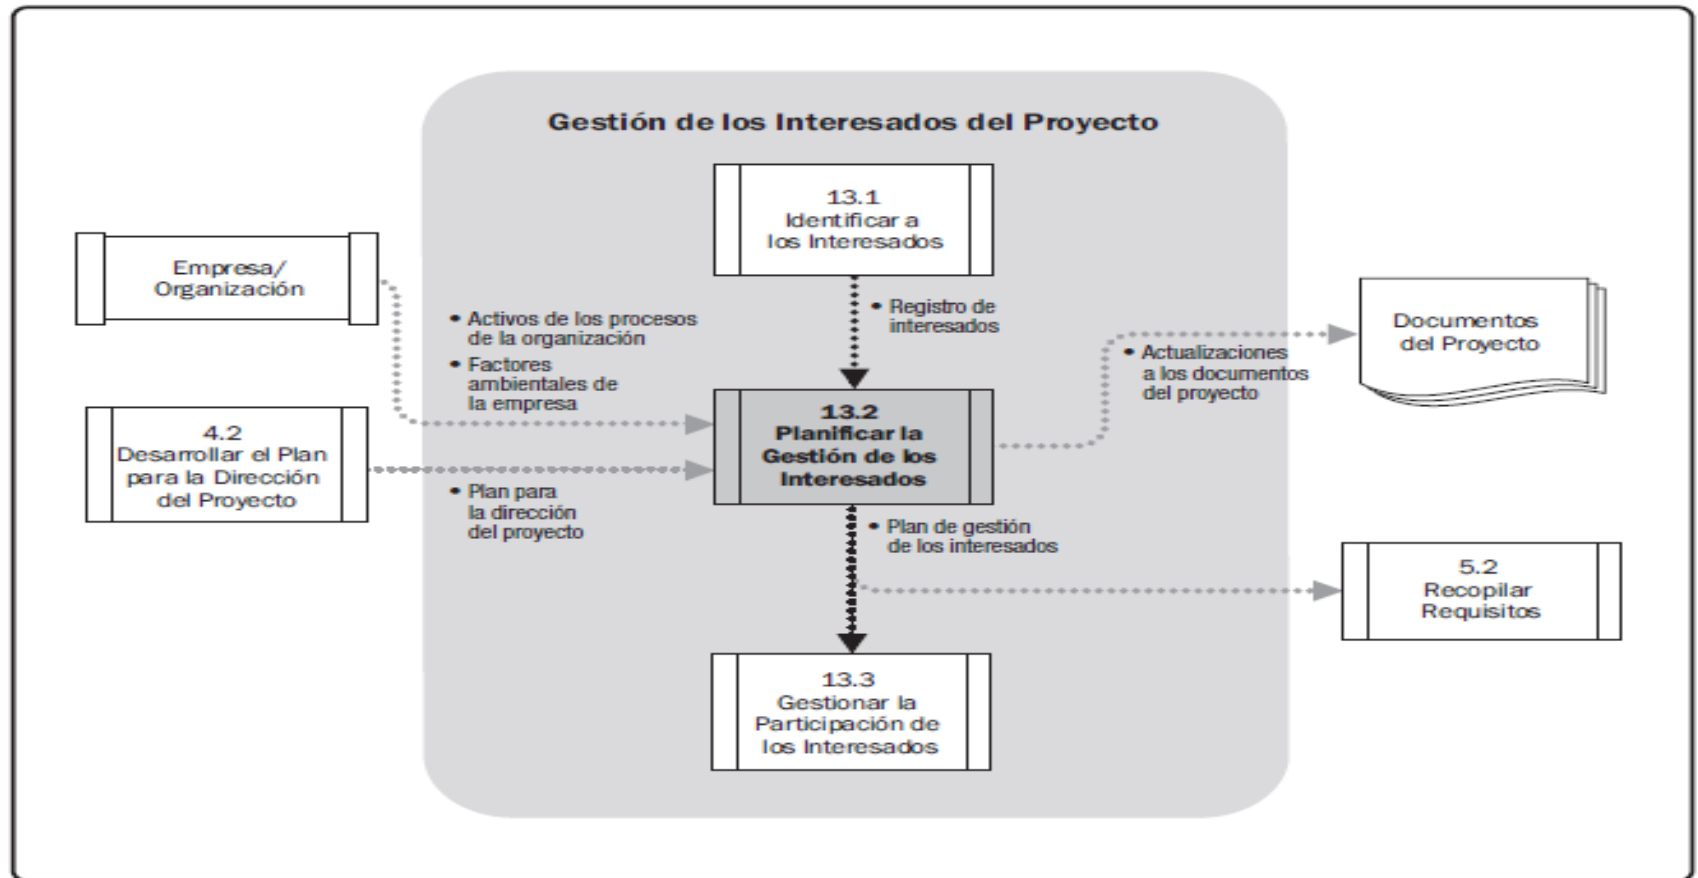 Gestión de los Interesados del Proyecto
13.1
Identificar a
los Interesados
Empresa/
Organización
• Activos de los procesos
de la organización
• Factores
ambientales de
la empresa
• Registro de
interesados
Documentos
del Proyecto
• Actualizaciones
a los documentos
del proyecto
4.2
Desarrollar el Plan
para la Dirección
del Proyecto
13.2
Planificar la
Gestión de los
Interesados
• Plan para
la dirección
del proyecto
• Plan de gestión
de los interesados
5.2
Recopilar
Requisitos
13.3
Gestionar la
Participación de
los Interesados